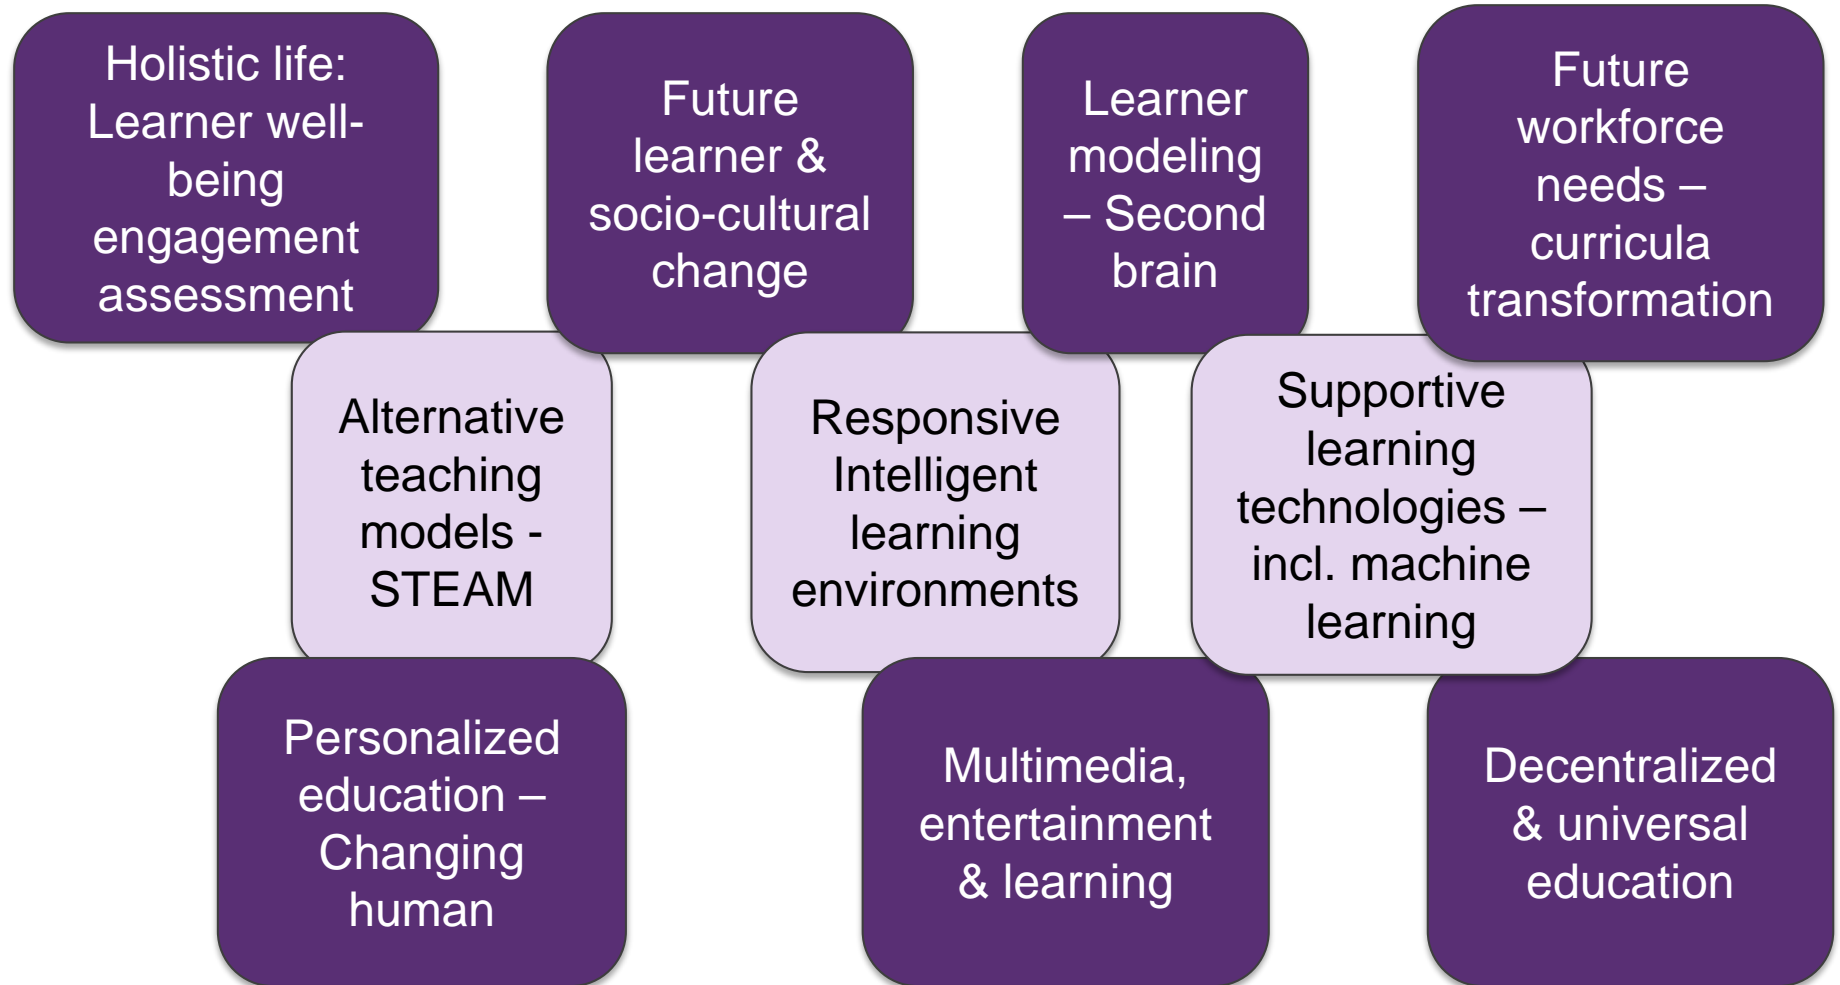 Holistic life:
Learner well-
being
engagement
assessment
Future
learner &
socio-cultural
change
Learner
modeling
– Second
brain
Future
workforce
needs –
curricula
transformation
Alternative
teaching
models -
STEAM
Responsive
Intelligent
learning
environments
Supportive
learning
technologies –
incl. machine
learning
Personalized
education –
Changing
human
Multimedia,
entertainment
& learning
Decentralized
& universal
education